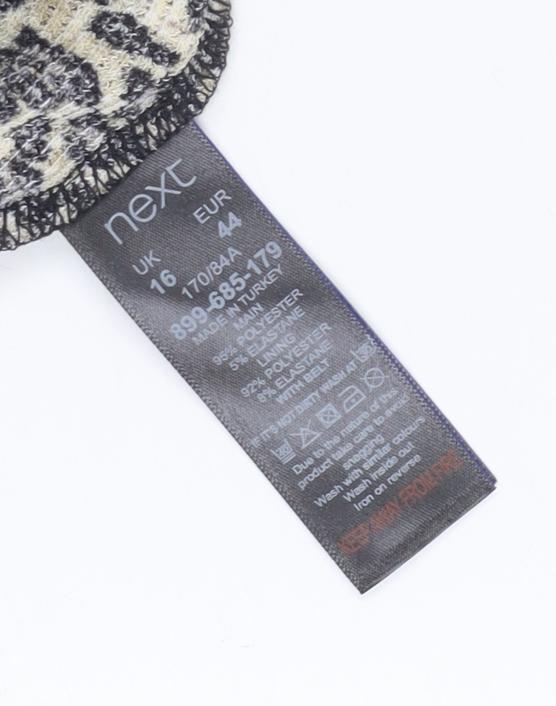 next
UK EUR
16 44
170/84A
899-685-179
MADE IN TURKEY
MAIN
95% POLYESTER
5% ELASTANE
LINING
92% POLYESTER
8% ELASTANE
WITH BELT
IF IT'S NOT DIRTY WASH AT 30°
30
Due to the nature of this
product take care to avoid
snagging
Wash with similar colours
Wash inside out
Iron on reverse
KEEP AWAY FROM FIRE